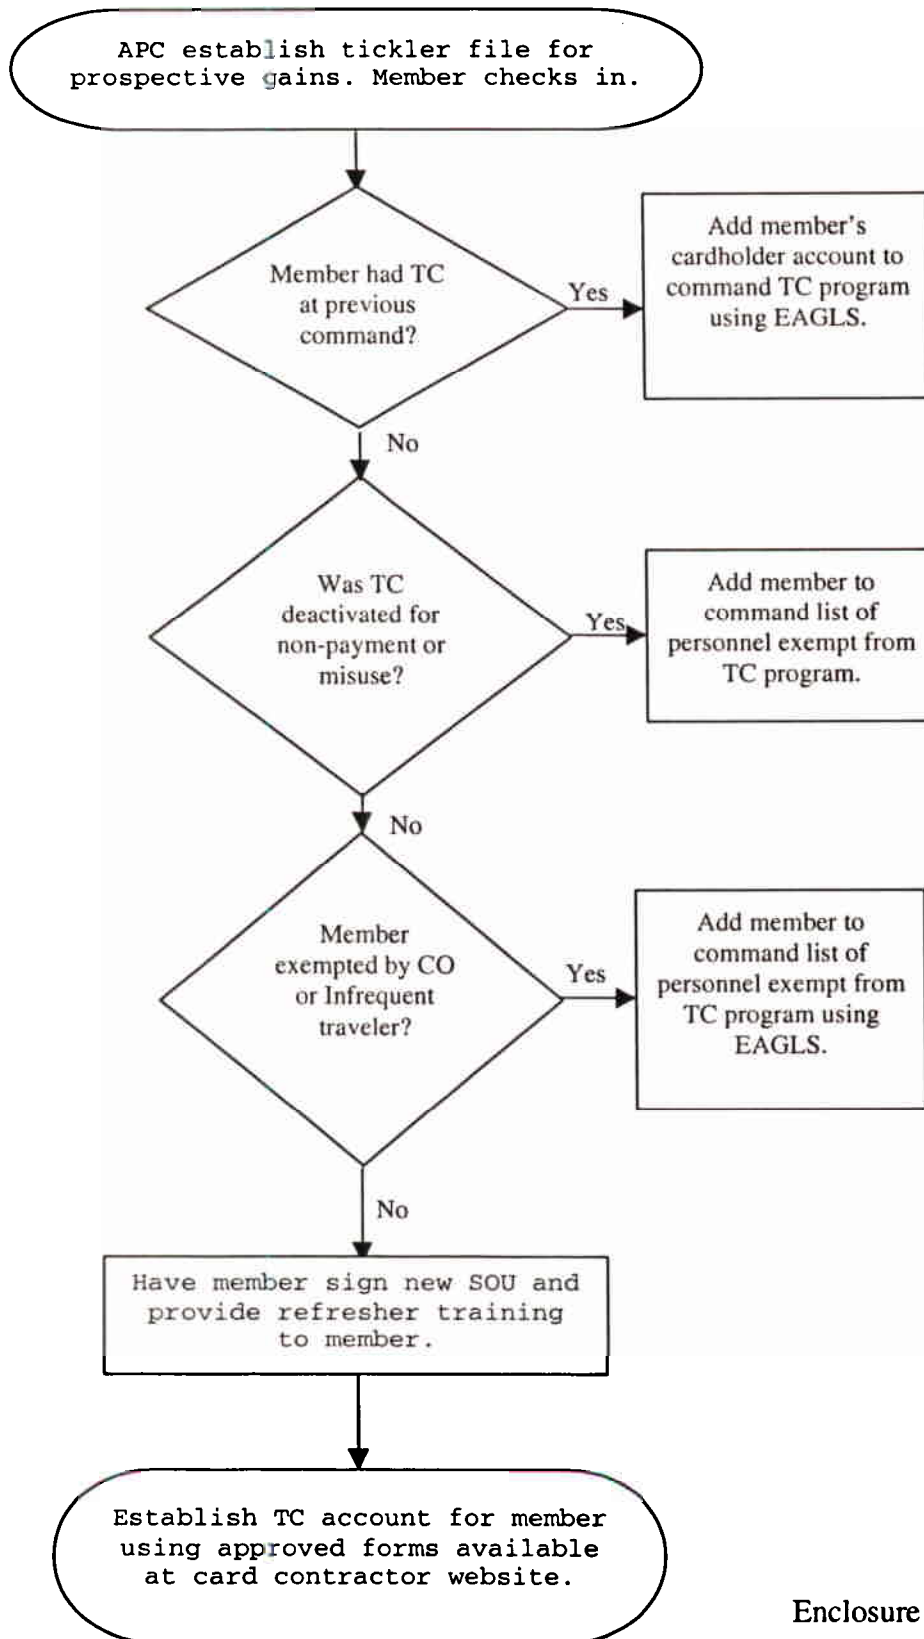 APC establish tickler file for
prospective gains. Member checks in.
Member had TC
at previous
command?
Yes
Add member's
cardholder account to
command TC program
using EAGLS.
No
Was TC
deactivated for
non-payment or
misuse?
Yes
Add member to
command list of
personnel exempt from
TC program.
No
Member
exempted by CO
or Infrequent
traveler?
Yes
Add member to
command list of
personnel exempt from
TC program using
EAGLS.
No
Have member sign new SOU and
provide refresher training
to member.
Establish TC account for member
using approved forms available
at card contractor website.
Enclosure